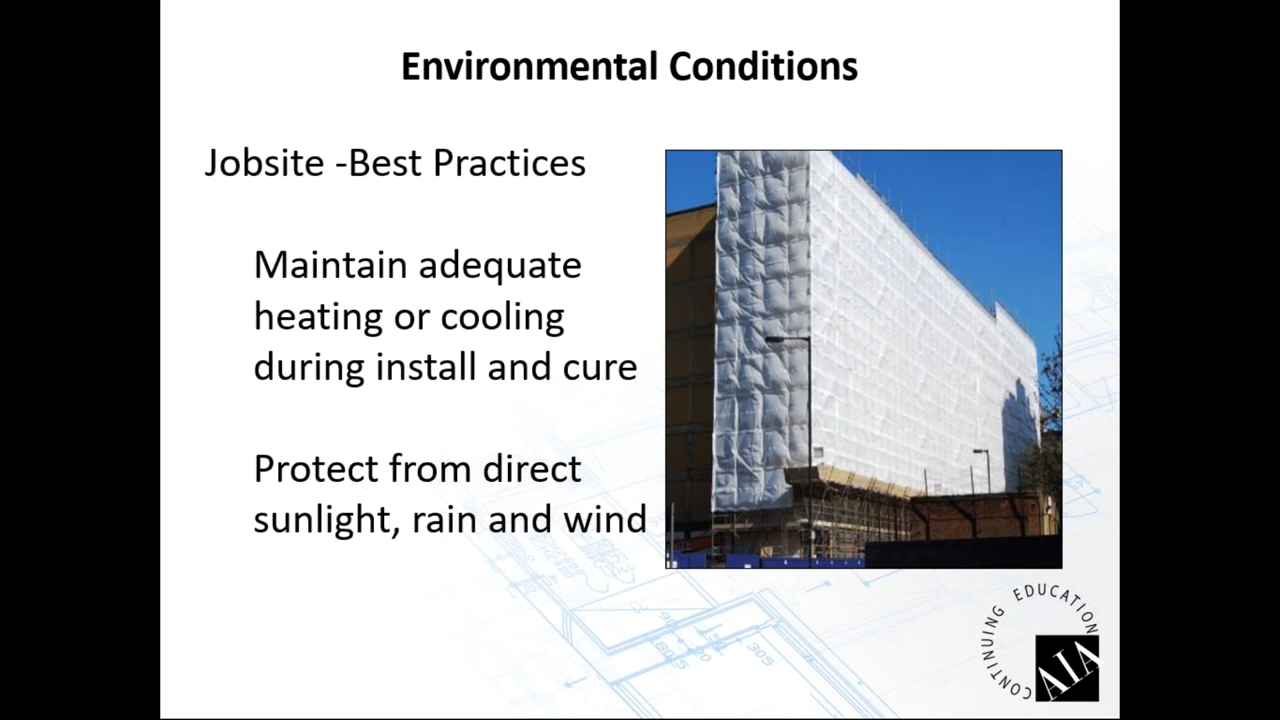 Environmental Conditions
Jobsite -Best Practices
Maintain adequate
heating or cooling
during install and cure
Protect from direct
sunlight, rain and wind
CONTINUING EDUCATION
AIA
305